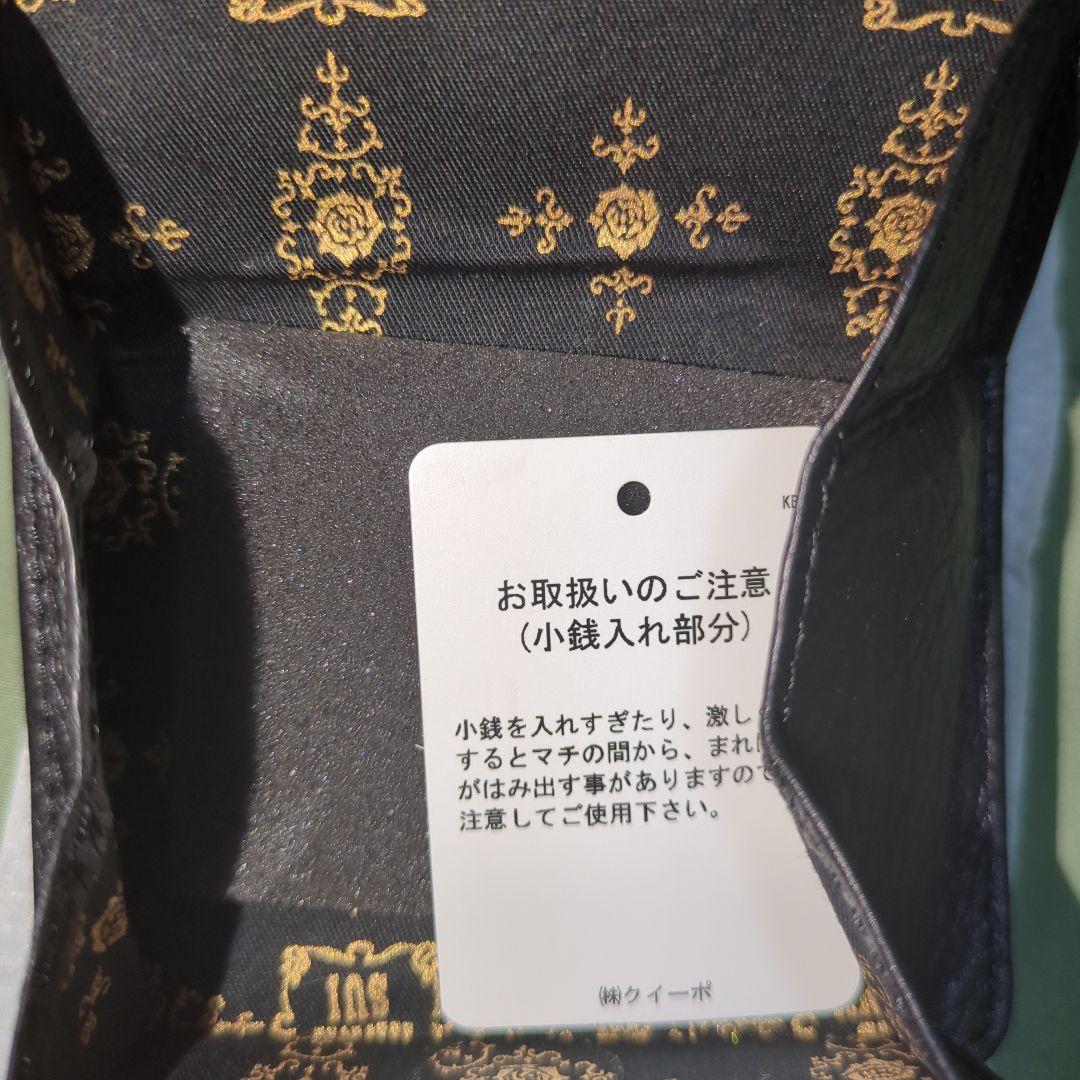 KB
お取扱いのご注意
(小銭入れ部分)
小銭を入れすぎたり、激し
するとマチの間から、まれに
がはみ出す事がありますので
注意してご使用下さい。
㈱クイーポ